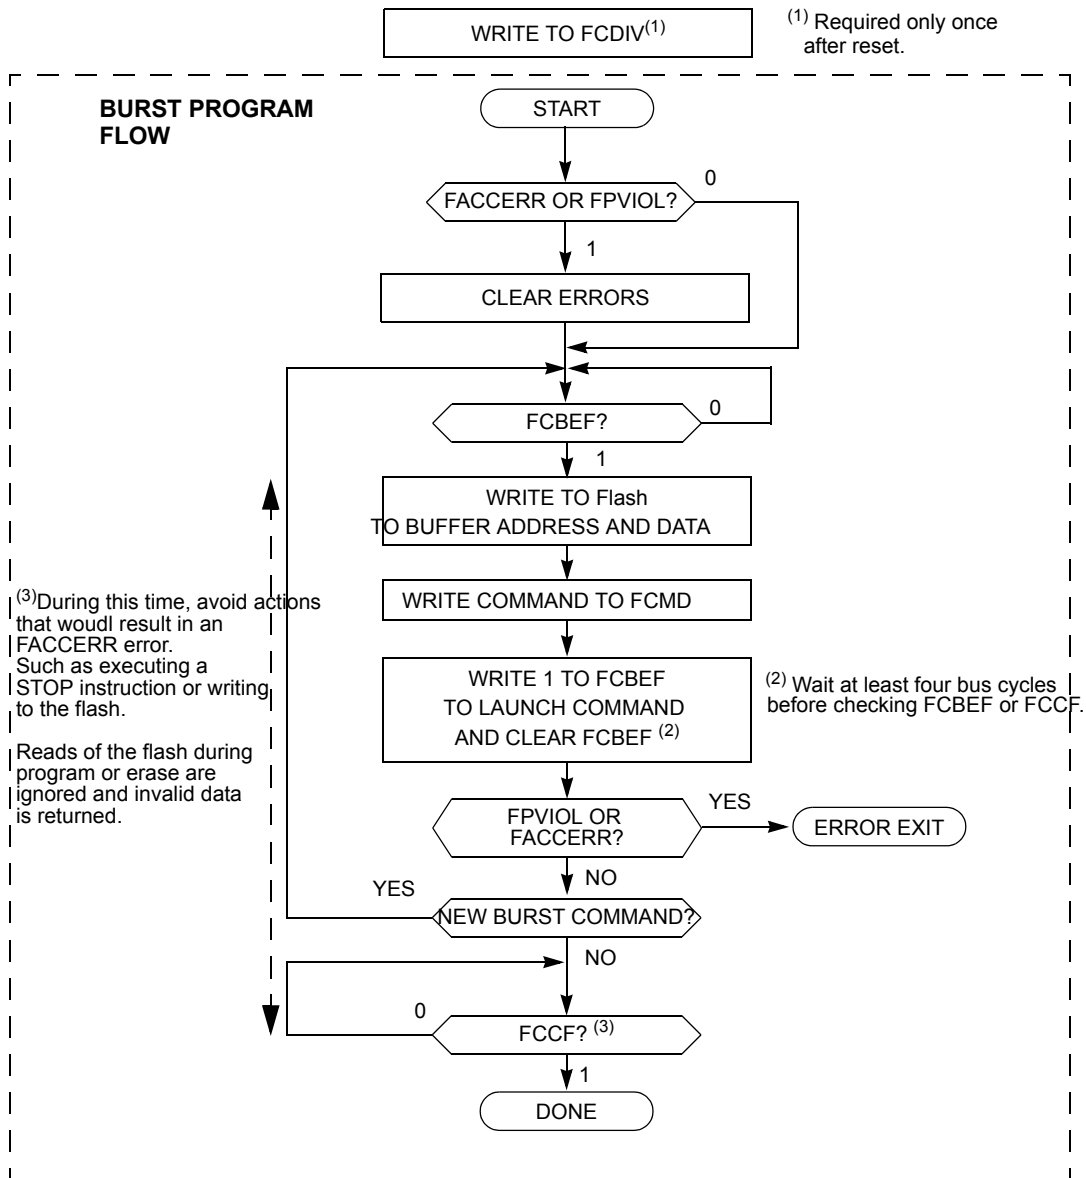 WRITE TO FCDIV(1)
(1) Required only once
after reset.
BURST PROGRAM
FLOW
START
0
FACCERR OR FPVIOL?
1
CLEAR ERRORS
FCBEF?
0
1
WRITE TO Flash
TO BUFFER ADDRESS AND DATA
WRITE COMMAND TO FCMD
(3)During this time, avoid actions
that woudl result in an
FACCERR error.
Such as executing a
STOP instruction or writing
to the flash.
Reads of the flash during
program or erase are
ignored and invalid data
is returned.
WRITE 1 TO FCBEF
TO LAUNCH COMMAND
AND CLEAR FCBEF (2)
(2) Wait at least four bus cycles
before checking FCBEF or FCCF.
FPVIOL OR
FACCERR?
YES
ERROR EXIT
NO
YES
NEW BURST COMMAND?
NO
0
FCCF? (3)
1
DONE